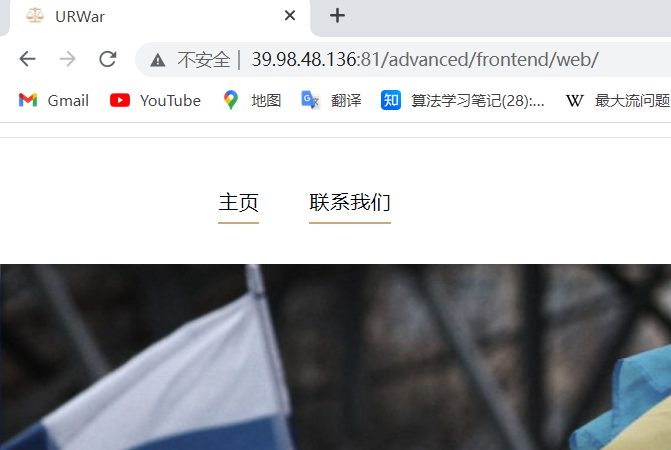 URWar
不安全 | 39.98.48.136:81/advanced/frontend/web/
Gmail YouTube 地图 翻译 知 算法学习笔记(28):... W 最大流问题
主页 联系我们